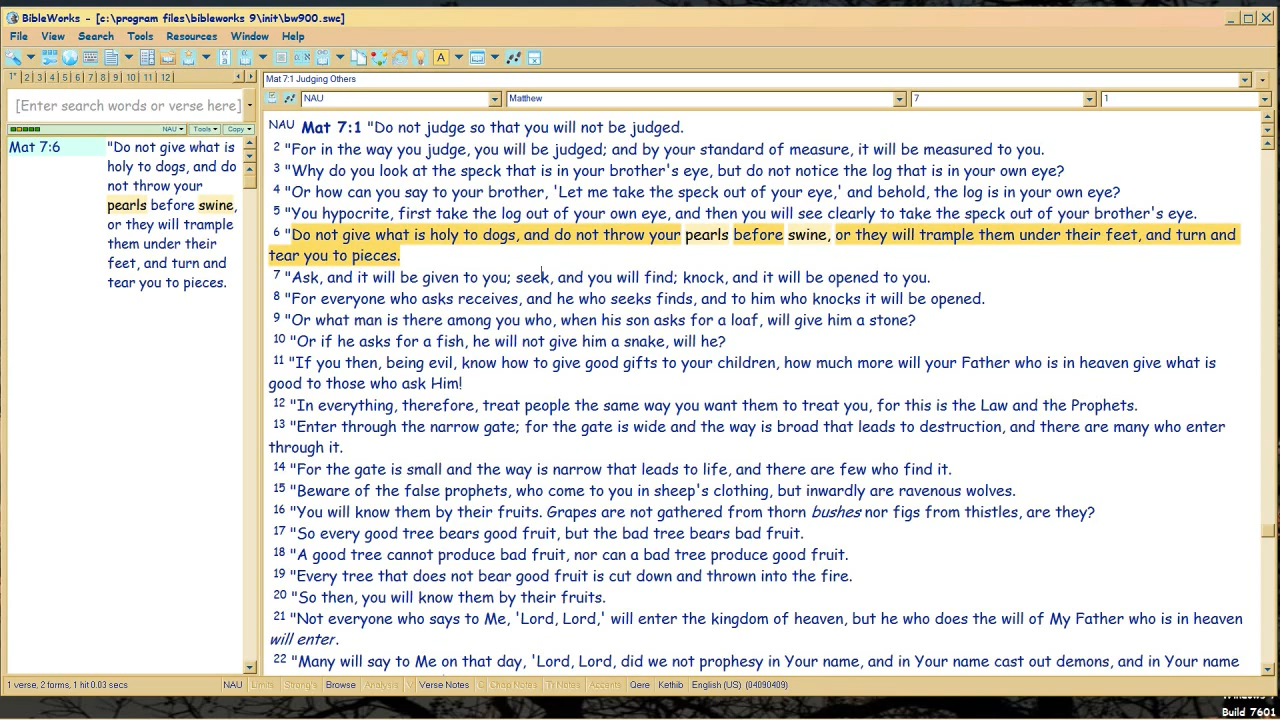 BibleWorks - [c:\program files\bibleworks 9\init\bw900.swc]
File View Search Tools Resources Window Help
1* 2 3 4 5 6 7 8 9 10 11 12
Mat 7:1 Judging Others
[Enter search words or verse here]
NAU Matthew 7 1
NAU Tools Copy
Mat 7:6 "Do not give what is
holy to dogs, and do
not throw your
pearls before swine,
or they will trample
them under their
feet, and turn and
tear you to pieces.
NAU Mat 7:1 "Do not judge so that you will not be judged.
2 "For in the way you judge, you will be judged; and by your standard of measure, it will be measured to you.
3 "Why do you look at the speck that is in your brother's eye, but do not notice the log that is in your own eye?
4 "Or how can you say to your brother, 'Let me take the speck out of your eye,' and behold, the log is in your own eye?
5 "You hypocrite, first take the log out of your own eye, and then you will see clearly to take the speck out of your brother's eye.
6 "Do not give what is holy to dogs, and do not throw your pearls before swine, or they will trample them under their feet, and turn and
tear you to pieces.
7 "Ask, and it will be given to you; seek, and you will find; knock, and it will be opened to you.
8 "For everyone who asks receives, and he who seeks finds, and to him who knocks it will be opened.
9 "Or what man is there among you who, when his son asks for a loaf, will give him a stone?
10 "Or if he asks for a fish, he will not give him a snake, will he?
11 "If you then, being evil, know how to give good gifts to your children, how much more will your Father who is in heaven give what is
good to those who ask Him!
12 "In everything, therefore, treat people the same way you want them to treat you, for this is the Law and the Prophets.
13 "Enter through the narrow gate; for the gate is wide and the way is broad that leads to destruction, and there are many who enter
through it.
14 "For the gate is small and the way is narrow that leads to life, and there are few who find it.
15 "Beware of the false prophets, who come to you in sheep's clothing, but inwardly are ravenous wolves.
16 "You will know them by their fruits. Grapes are not gathered from thorn bushes nor figs from thistles, are they?
17 "So every good tree bears good fruit, but the bad tree bears bad fruit.
18 "A good tree cannot produce bad fruit, nor can a bad tree produce good fruit.
19 "Every tree that does not bear good fruit is cut down and thrown into the fire.
20 "So then, you will know them by their fruits.
21 "Not everyone who says to Me, 'Lord, Lord,' will enter the kingdom of heaven, but he who does the will of My Father who is in heaven
will enter.
22 "Many will say to Me on that day, 'Lord, Lord, did we not prophesy in Your name, and in Your name cast out demons, and in Your name
1 verse, 2 forms, 1 hit 0.03 secs NAU Limits Strong's Browse Analysis V Verse Notes C Chap Notes Tr Notes Accents Qere Kethib English (US) (04090409)
Build 7601